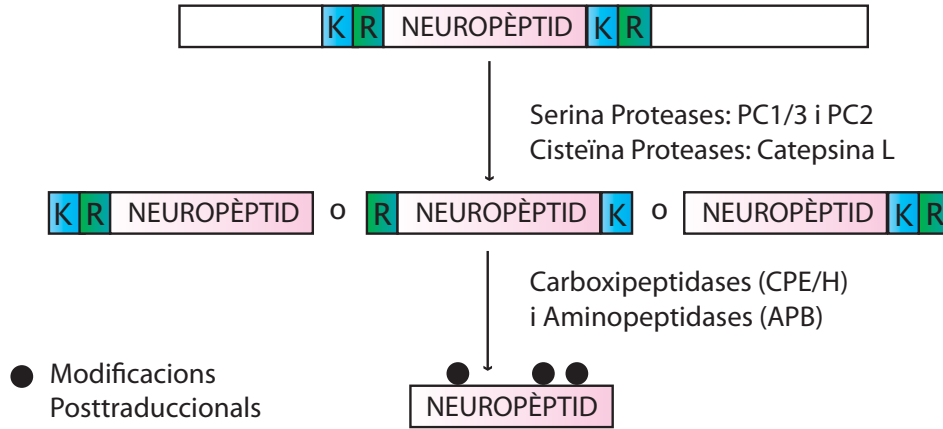 K R NEUROPÈPTID K R
Serina Proteases: PC1/3 i PC2
Cisteïna Proteases: Catepsina L
K R NEUROPÈPTID o R NEUROPÈPTID K o NEUROPÈPTID K R
Carboxipeptidases (CPE/H)
i Aminopeptidases (APB)
Modificacions
Posttraduccionals
NEUROPÈPTID